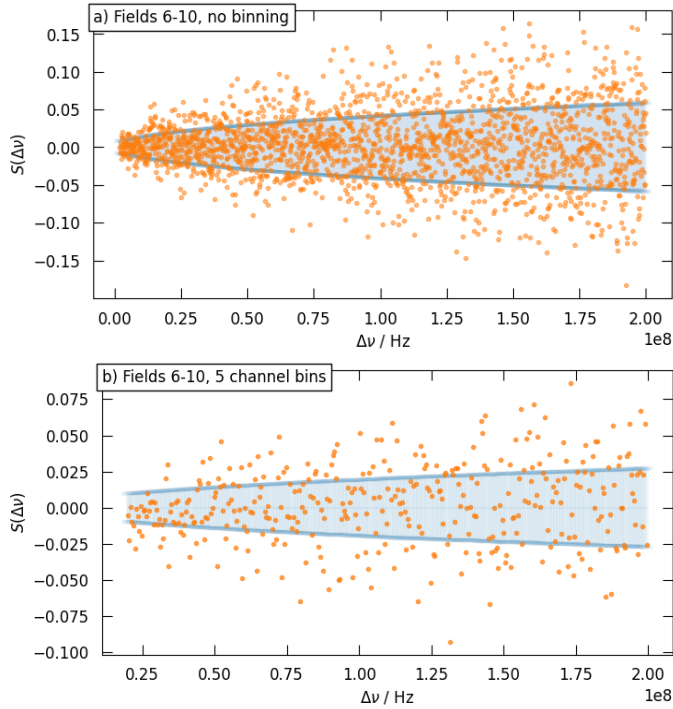 a) Fields 6-10, no binning
0.15
0.10
0.05
0.00
−0.05
−0.10
−0.15
S(Δν)
0.00 0.25 0.50 0.75 1.00 1.25 1.50 1.75 2.00
Δν / Hz
1e8
b) Fields 6-10, 5 channel bins
0.075
0.050
0.025
0.000
−0.025
−0.050
−0.075
−0.100
S(Δν)
0.25 0.50 0.75 1.00 1.25 1.50 1.75 2.00
Δν / Hz
1e8